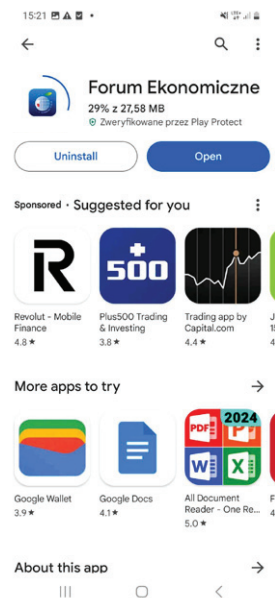 15:21
Forum Ekonomiczne
29% z 27,58 MB
Zweryfikowane przez Play Protect
Uninstall
Open
Sponsored • Suggested for you
R
500
Revolut - Mobile
Finance
4.8 ★
Plus500 Trading
& Investing
3.8 ★
Trading app by
Capital.com
4.4 ★
More apps to try
PDF
2024
W
X
Google Wallet
3.9 ★
Google Docs
4.1 ★
All Document
Reader - One Re...
5.0 ★
About this app